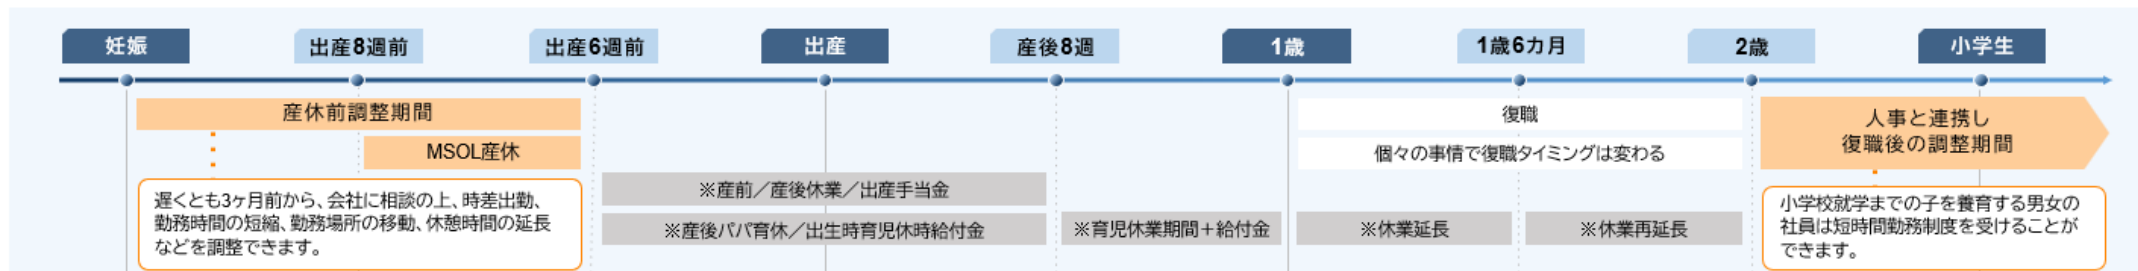 妊娠
出産8週前
出産6週前
出産
産後8週
1歳
1歳6カ月
2歳
小学生
産休前調整期間
MSOL産休
遅くとも3ヶ月前から、会社に相談の上、時差出勤、
勤務時間の短縮、勤務場所の移動、休憩時間の延長
などを調整できます。
※産前／産後休業／出産手当金
※産後パパ育休／出生時育児休時給付金
※育児休業期間＋給付金
復職
個々の事情で復職タイミングは変わる
※休業延長
※休業再延長
人事と連携し
復職後の調整期間
小学校就学までの子を養育する男女の
社員は短時間勤務制度を受けることが
できます。